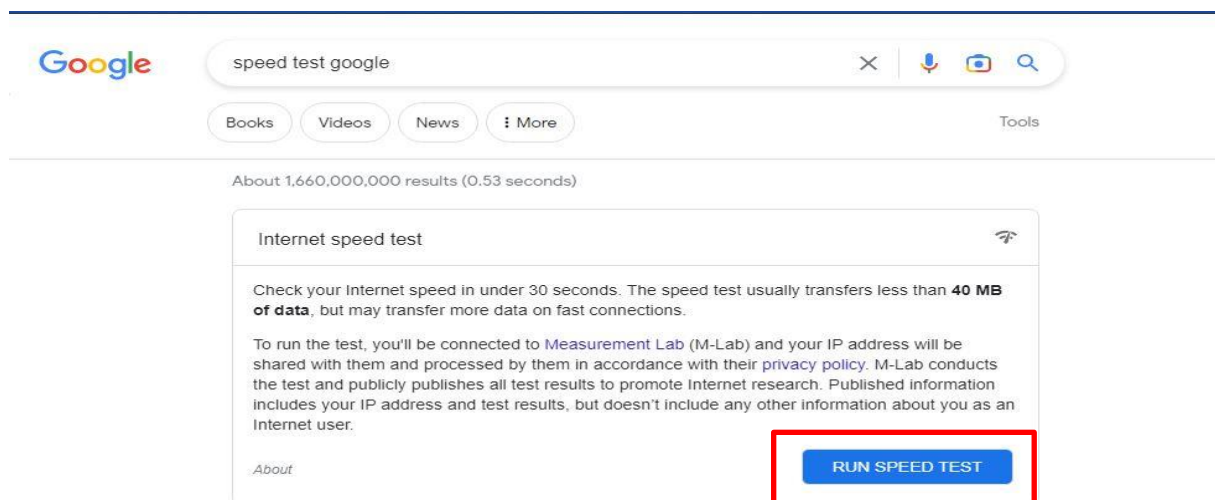 Google
speed test google
Books Videos News More Tools
About 1,660,000,000 results (0.53 seconds)
Internet speed test
Check your Internet speed in under 30 seconds. The speed test usually transfers less than 40 MB
of data, but may transfer more data on fast connections.
To run the test, you'll be connected to Measurement Lab (M-Lab) and your IP address will be
shared with them and processed by them in accordance with their privacy policy. M-Lab conducts
the test and publicly publishes all test results to promote Internet research. Published information
includes your IP address and test results, but doesn't include any other information about you as an
Internet user.
About
RUN SPEED TEST